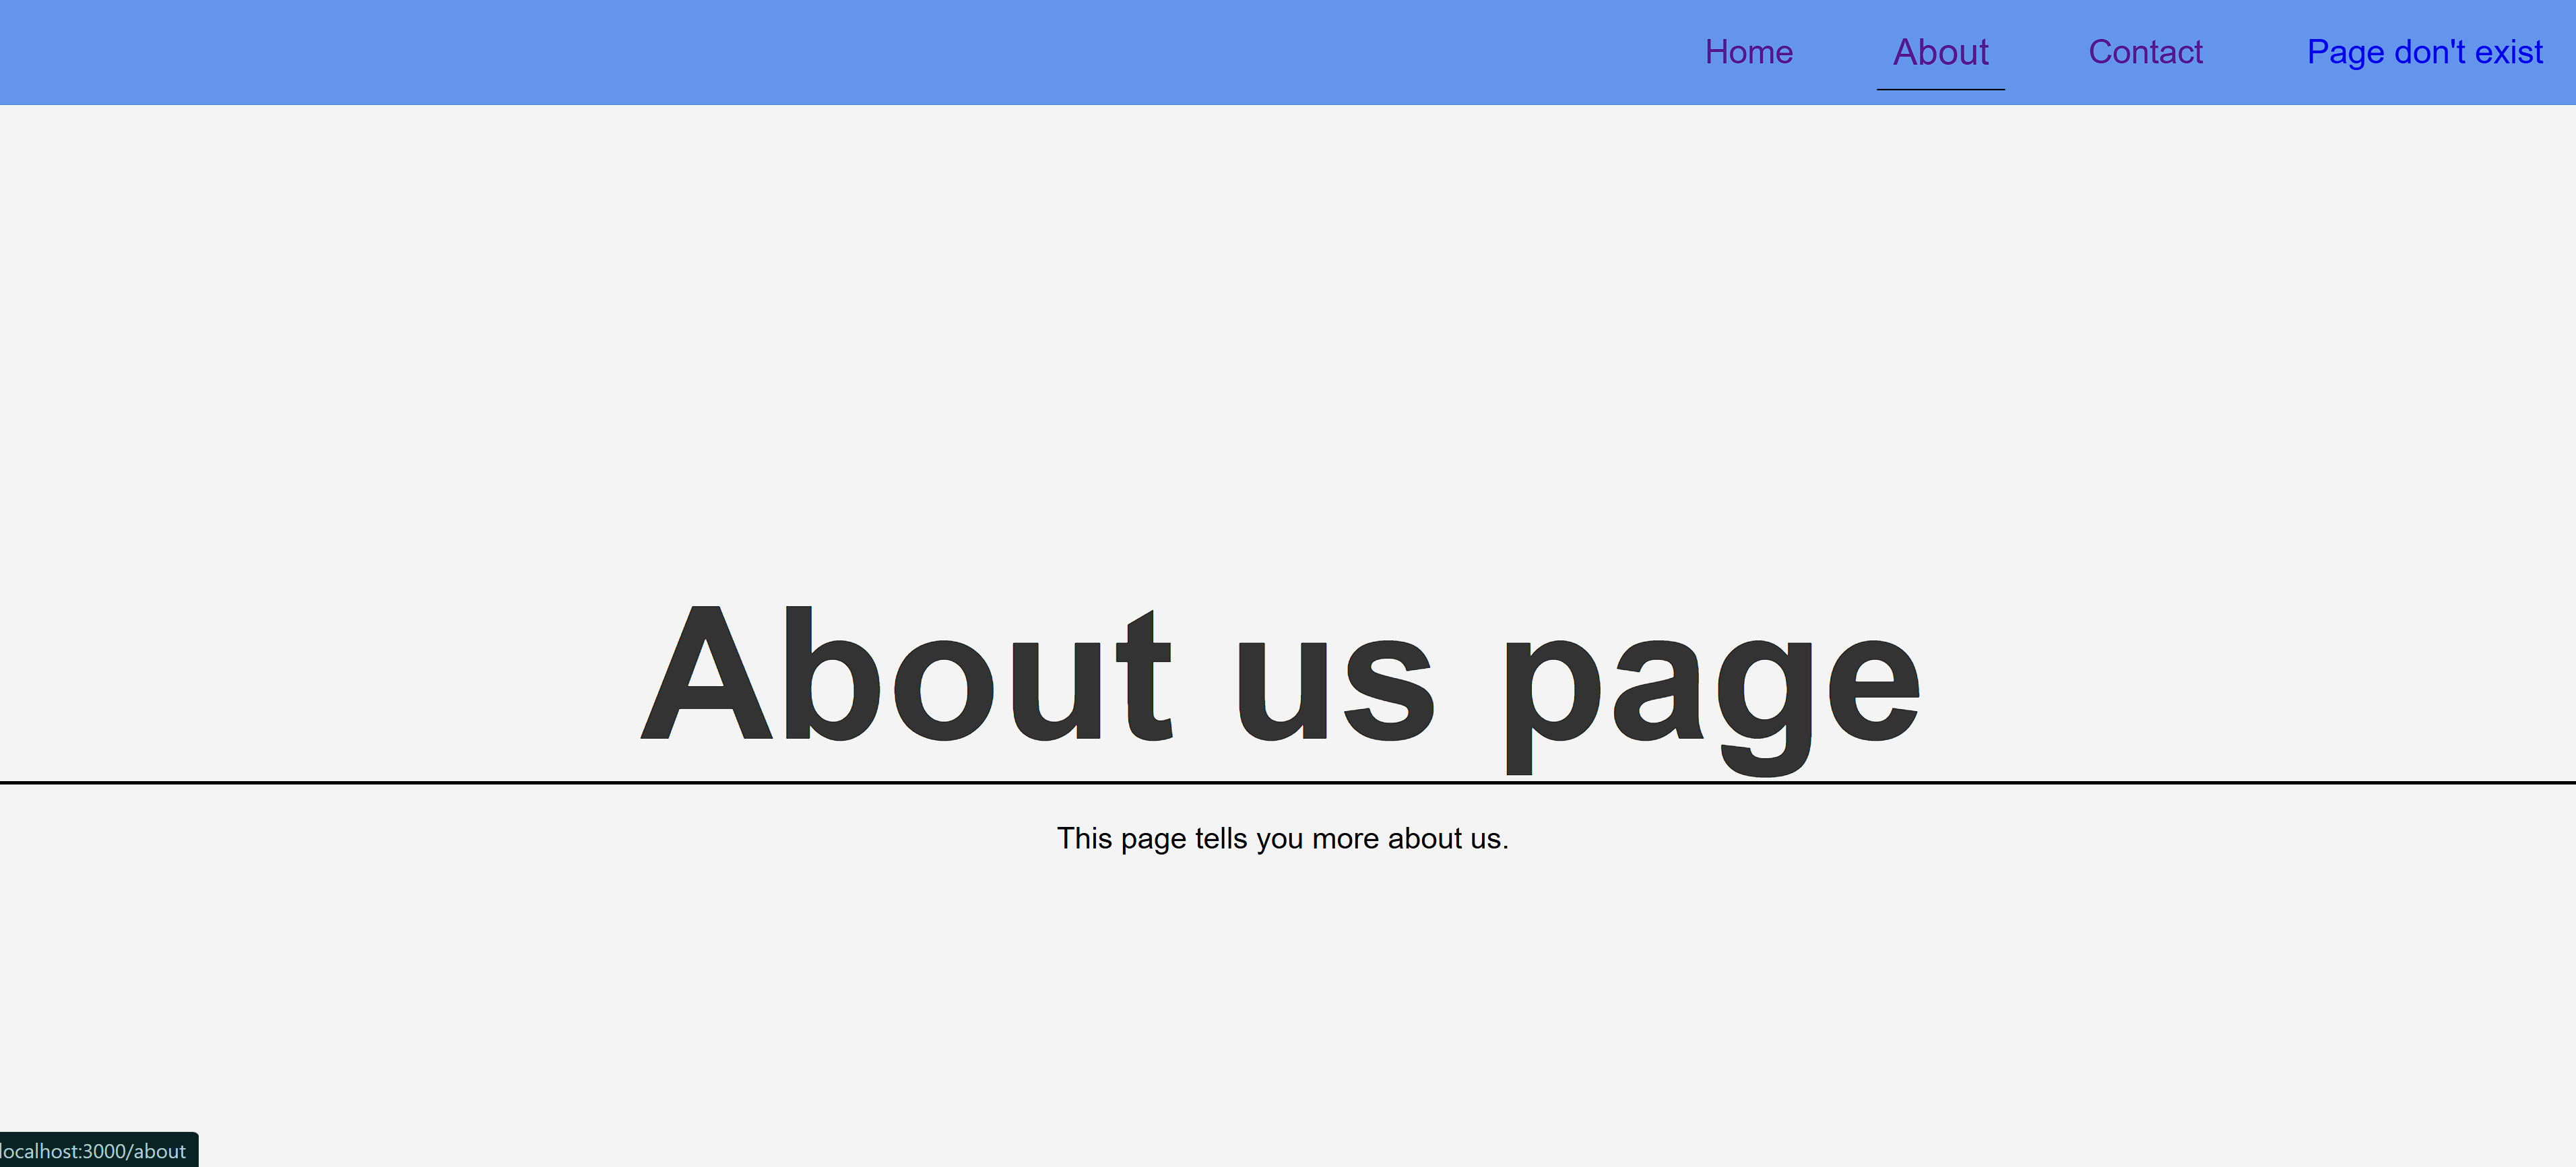 Home About Contact Page don't exist
About us page
This page tells you more about us.
localhost:3000/about